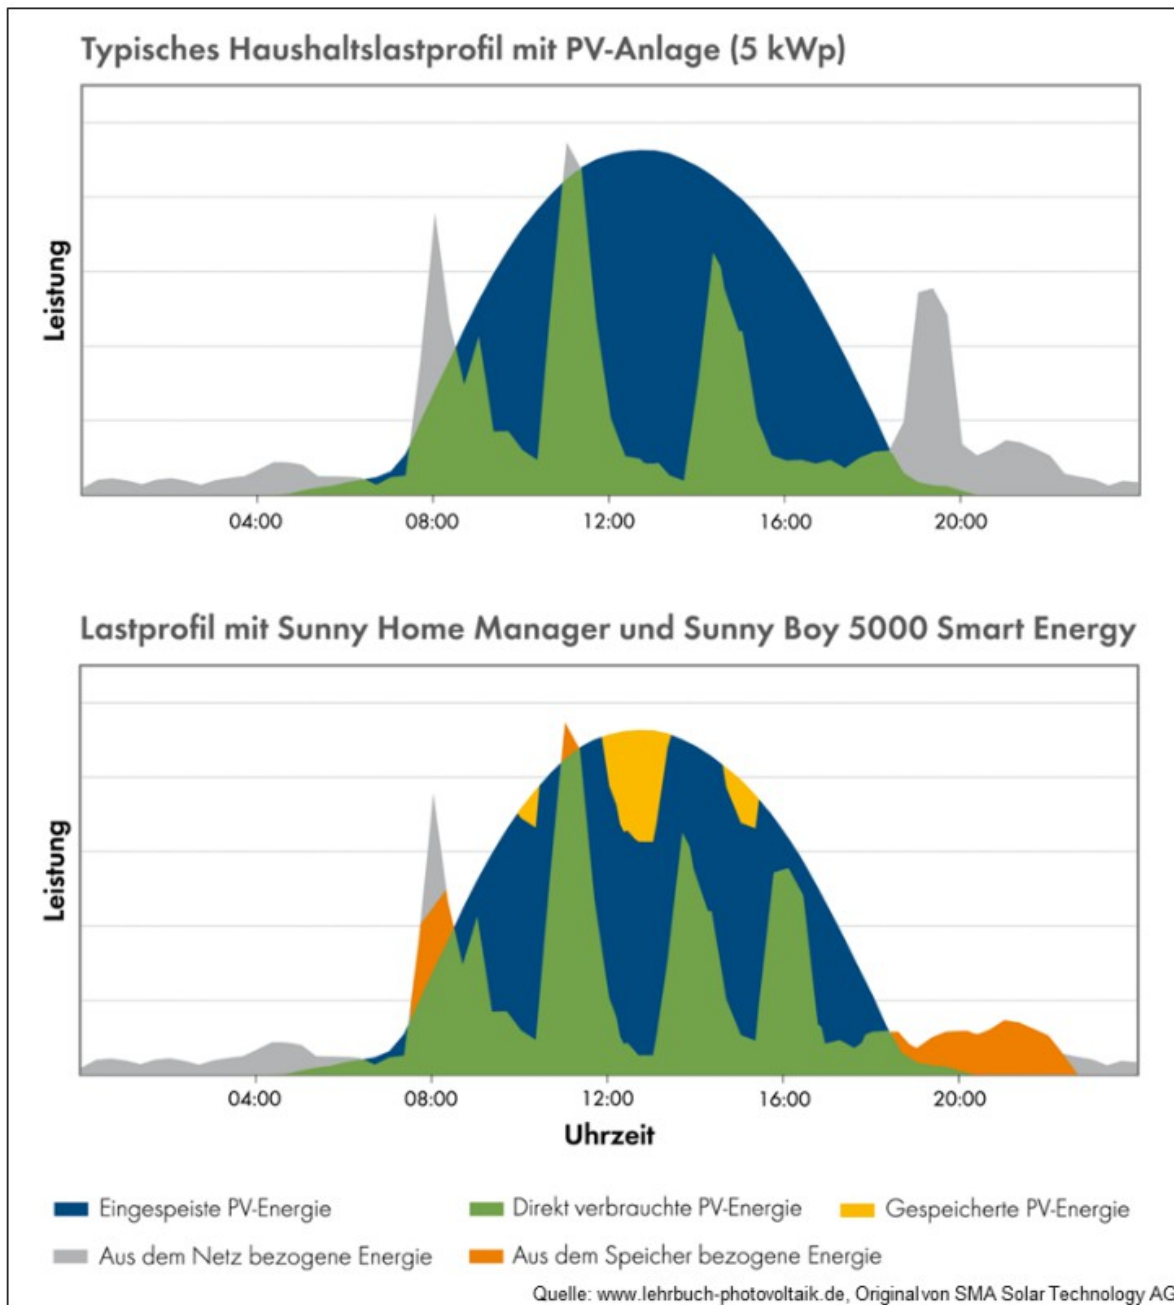 Typisches Haushaltslastprofil mit PV-Anlage (5 kWp)
Leistung
04:00 08:00 12:00 16:00 20:00
Lastprofil mit Sunny Home Manager und Sunny Boy 5000 Smart Energy
Leistung
04:00 08:00 12:00 16:00 20:00
Uhrzeit
Eingespeiste PV-Energie Direkt verbrauchte PV-Energie Gespeicherte PV-Energie
Aus dem Netz bezogene Energie Aus dem Speicher bezogene Energie
Quelle: www.lehrbuch-photovoltaik.de, Original von SMA Solar Technology AG